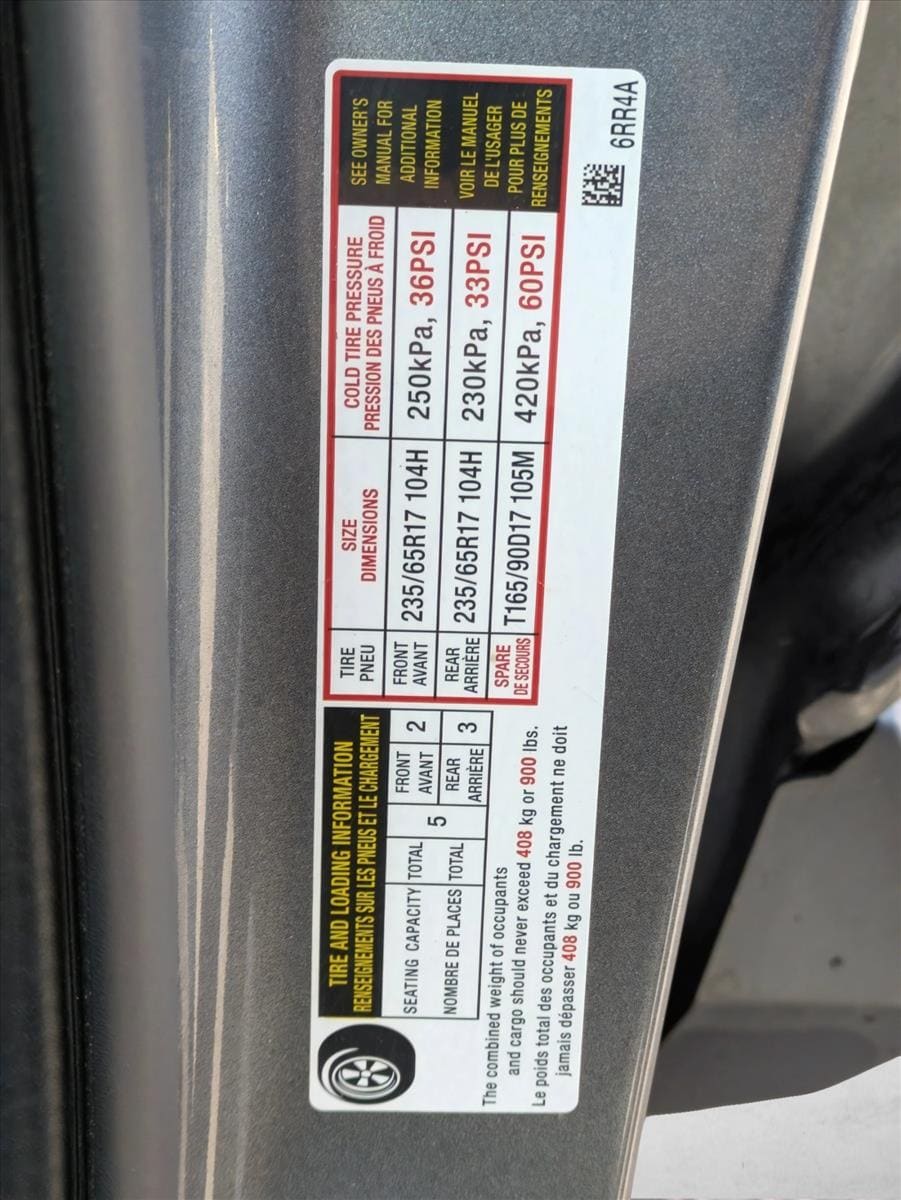 TIRE AND LOADING INFORMATION
RENSEIGNEMENTS SUR LES PNEUS ET LE CHARGEMENT
SEATING CAPACITY TOTAL 5 FRONT AVANT 2
NOMBRE DE PLACES TOTAL REAR ARRIÈRE 3
The combined weight of occupants
and cargo should never exceed 408 kg or 900 lbs.
Le poids total des occupants et du chargement ne doit
jamais dépasser 408 kg ou 900 lb.
TIRE SIZE COLD TIRE PRESSURE
PNEU DIMENSIONS PRESSION DES PNEUS À FROID
FRONT AVANT 235/65R17 104H 250kPa, 36PSI
REAR ARRIÈRE 235/65R17 104H 230kPa, 33PSI
SPARE DE SECOURS T165/90D17 105M 420kPa, 60PSI
SEE OWNER'S
MANUAL FOR
ADDITIONAL
INFORMATION
VOIR LE MANUEL
DE L'USAGER
POUR PLUS DE
RENSEIGNEMENTS
6RR4A